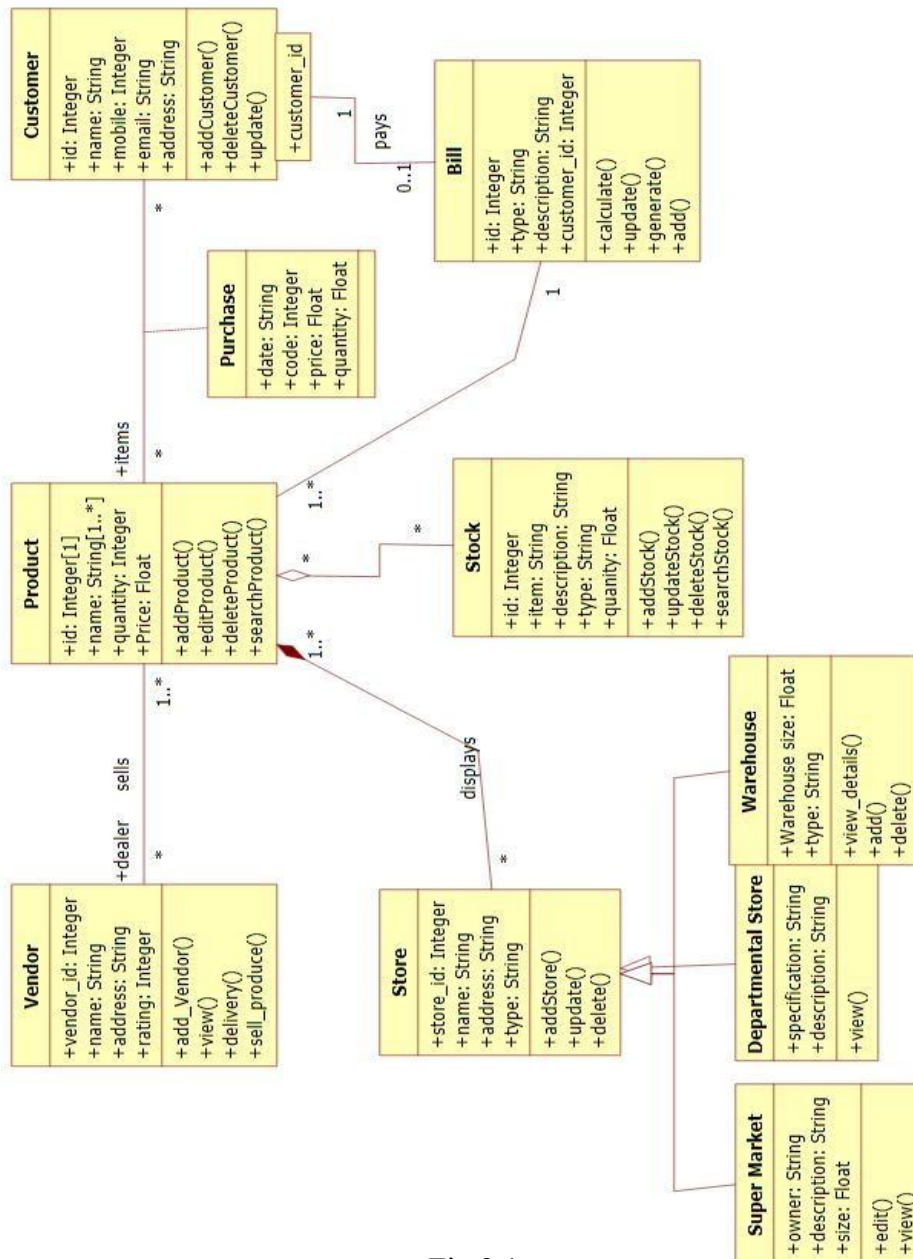 Vendor
+vendor_id: Integer
+name: String
+address: String
+rating: Integer
+add_Vendor()
+view()
+delivery()
+sell_produce()
+dealer
sells
*
1..*
Product
+id: Integer[1]
+name: String[1..*]
+quantity: Integer
+Price: Float
+addProduct()
+editProduct()
+deleteProduct()
+searchProduct()
+items
*
*
Customer
+id: Integer
+name: String
+mobile: Integer
+email: String
+address: String
+addCustomer()
+deleteCustomer()
+update()
+customer_id
Purchase
+date: String
+code: Integer
+price: Float
+quantity: Float
1
pays
0..1
Bill
+id: Integer
+type: String
+description: String
+customer_id: Integer
+calculate()
+update()
+generate()
+add()
1
1..*
*
*
1..*
displays
*
Stock
+id: Integer
+item: String
+description: String
+type: String
+quanity: Float
+addStock()
+updateStock()
+deleteStock()
+searchStock()
Store
+store_id: Integer
+name: String
+address: String
+type: String
+addStore()
+update()
+delete()
Super Market
+owner: String
+description: String
+size: Float
+edit()
+view()
Departmental Store
+specification: String
+description: String
+view()
Warehouse
+Warehouse size: Float
+type: String
+view_details()
+add()
+delete()